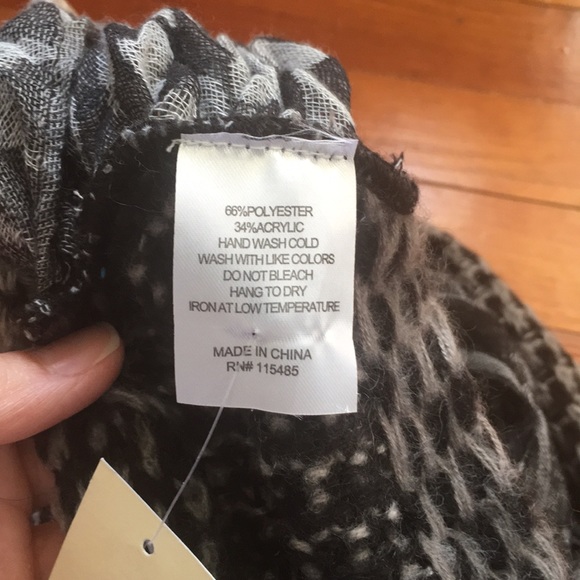 66%POLYESTER
34%ACRYLIC
HAND WASH COLD
WASH WITH LIKE COLORS
DO NOT BLEACH
HANG TO DRY
IRON AT LOW TEMPERATURE
MADE IN CHINA
RN# 115485